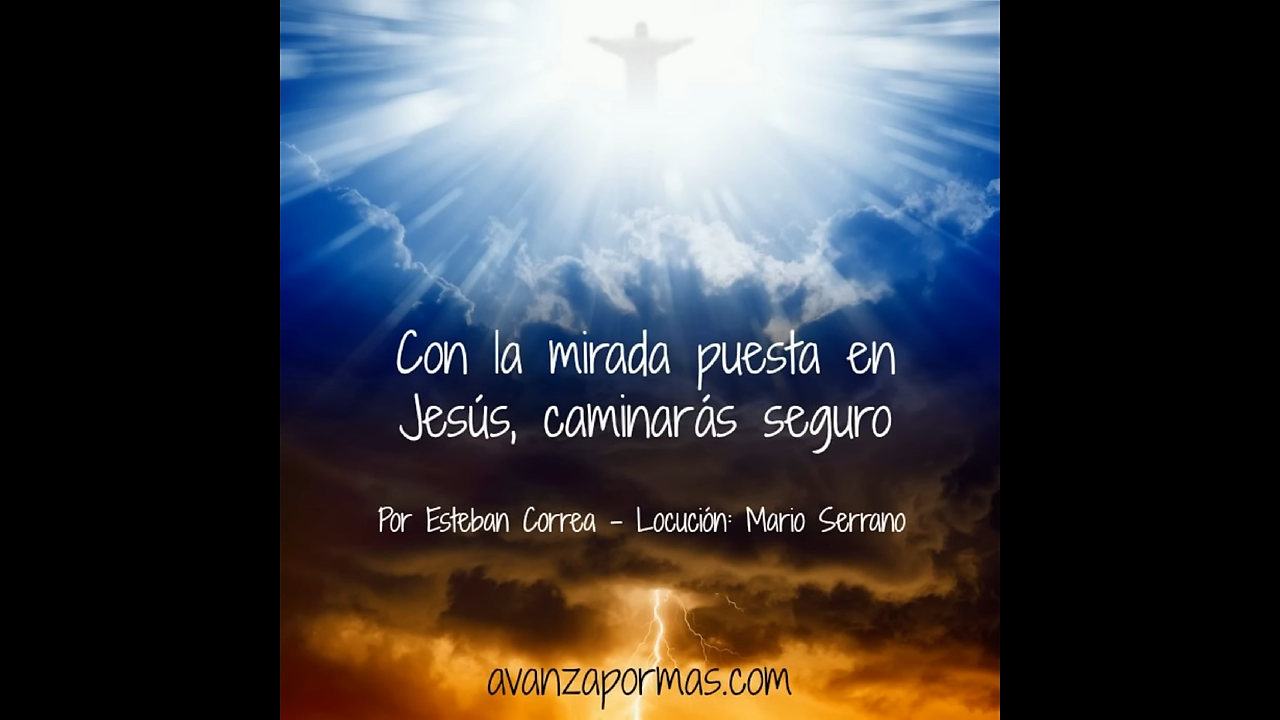 Con la mirada puesta en
Jesús, caminarás seguro
Por Esteban Correa - Locución: Mario Serrano
avanzapormas.com